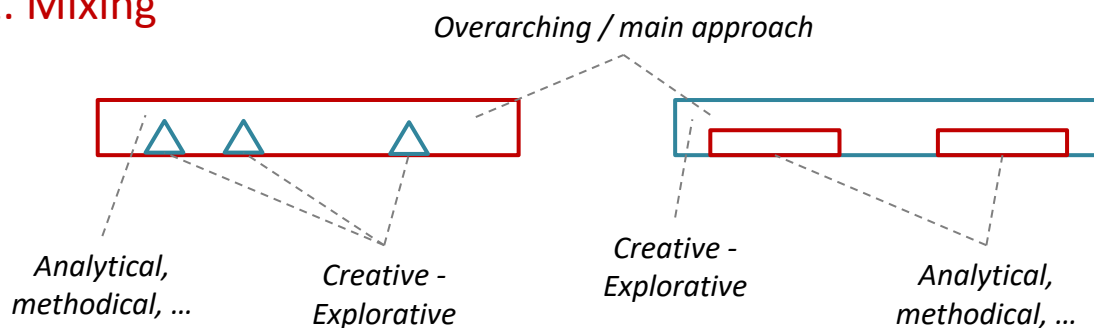 . Mixing
Overarching / main approach
Analytical,
methodical, …
Creative -
Explorative
Creative -
Explorative
Analytical,
methodical, …